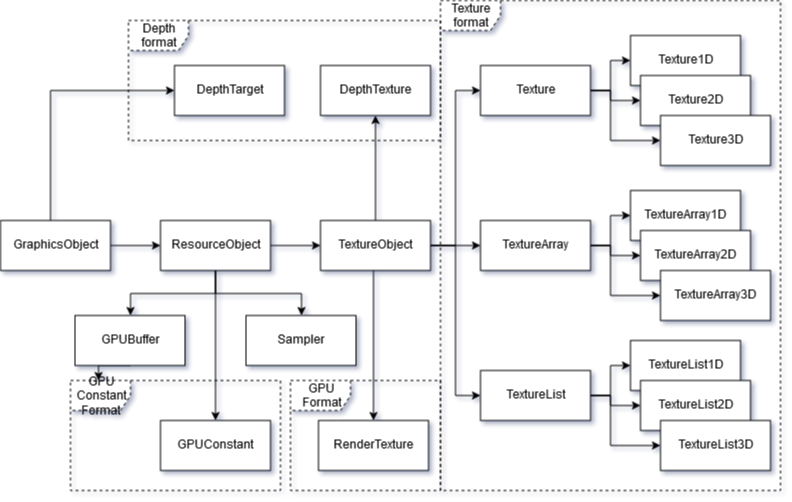 Depth
format
Texture
format
DepthTarget
DepthTexture
Texture
Texture1D
Texture2D
Texture3D
GraphicsObject
ResourceObject
TextureObject
TextureArray
TextureArray1D
TextureArray2D
TextureArray3D
GPUBuffer
Sampler
TextureList
TextureList1D
TextureList2D
TextureList3D
GPU
Constant
Format
GPU
Format
GPUConstant
RenderTexture